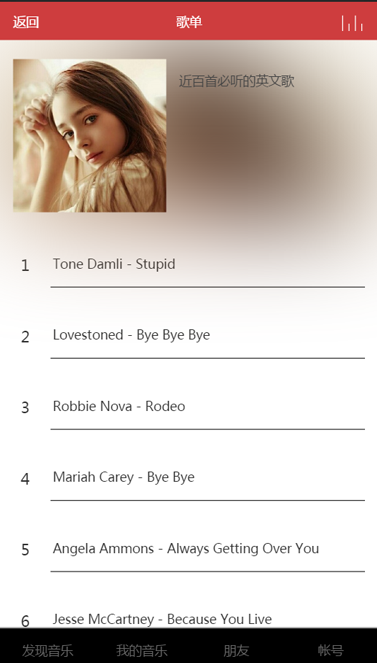 返回 歌单
近百首必听的英文歌
1 Tone Damli - Stupid
2 Lovestoned - Bye Bye Bye
3 Robbie Nova - Rodeo
4 Mariah Carey - Bye Bye
5 Angela Ammons - Always Getting Over You
6 Jesse McCartney - Because You Live
发现音乐 我的音乐 朋友 帐号